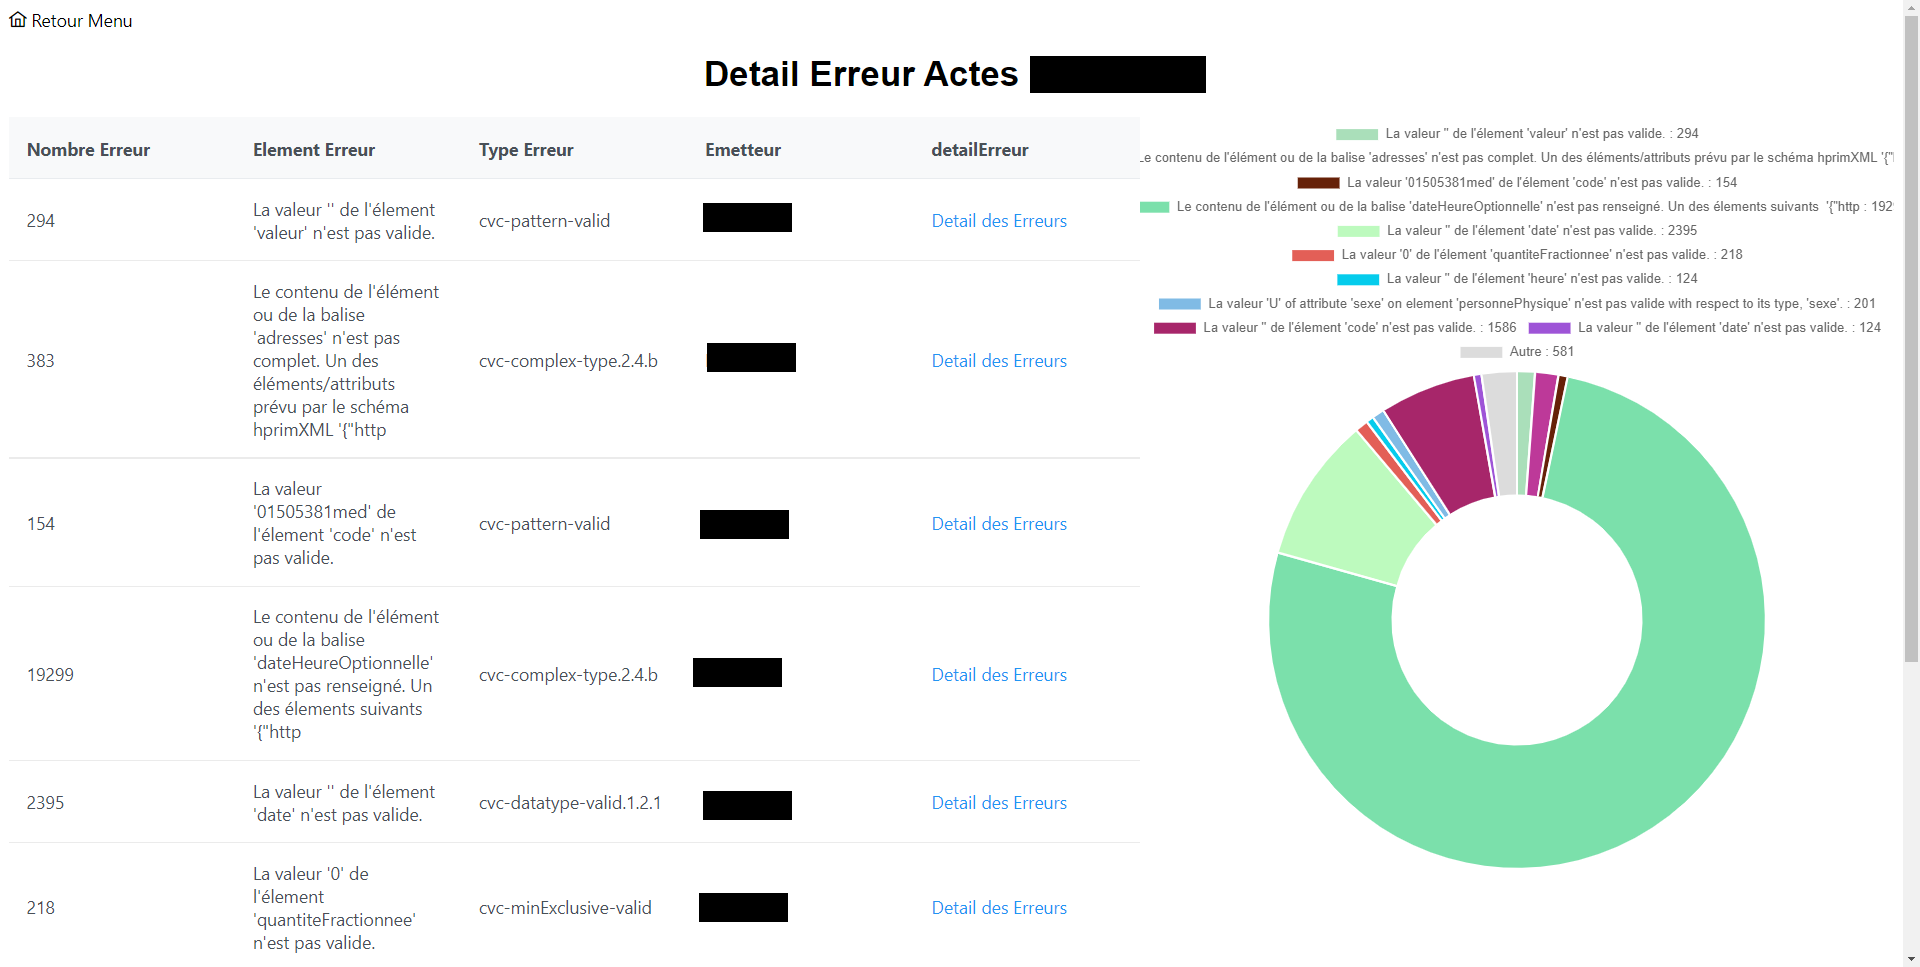 Retour Menu
Detail Erreur Actes
Nombre Erreur Element Erreur Type Erreur Emetteur detailErreur
294
La valeur '' de l'élement
'valeur' n'est pas valide.
cvc-pattern-valid
Detail des Erreurs
383
Le contenu de l'élément
ou de la balise
'adresses' n'est pas
complet. Un des
éléments/attributs
prévu par le schéma
hprimXML '{"http
cvc-complex-type.2.4.b
Detail des Erreurs
154
La valeur
'01505381med' de
l'élement 'code' n'est
pas valide.
cvc-pattern-valid
Detail des Erreurs
19299
Le contenu de l'élément
ou de la balise
'dateHeureOptionnelle'
n'est pas renseigné. Un
des élements suivants
'{"http
cvc-complex-type.2.4.b
Detail des Erreurs
2395
La valeur '' de l'élement
'date' n'est pas valide.
cvc-datatype-valid.1.2.1
Detail des Erreurs
218
La valeur '0' de
l'élement
'quantiteFractionnee'
n'est pas valide.
cvc-minExclusive-valid
Detail des Erreurs
La valeur '' de l'élement 'valeur' n'est pas valide. : 294
Le contenu de l'élément ou de la balise 'adresses' n'est pas complet. Un des éléments/attributs prévu par le schéma hprimXML '{"
La valeur '01505381med' de l'élement 'code' n'est pas valide. : 154
Le contenu de l'élément ou de la balise 'dateHeureOptionnelle' n'est pas renseigné. Un des élements suivants '{"http : 1929
La valeur '' de l'élement 'date' n'est pas valide. : 2395
La valeur '0' de l'élement 'quantiteFractionnee' n'est pas valide. : 218
La valeur '' de l'élement 'heure' n'est pas valide. : 124
La valeur 'U' of attribute 'sexe' on element 'personnePhysique' n'est pas valide with respect to its type, 'sexe'. : 201
La valeur '' de l'élement 'code' n'est pas valide. : 1586 La valeur '' de l'élement 'date' n'est pas valide. : 124
Autre : 581